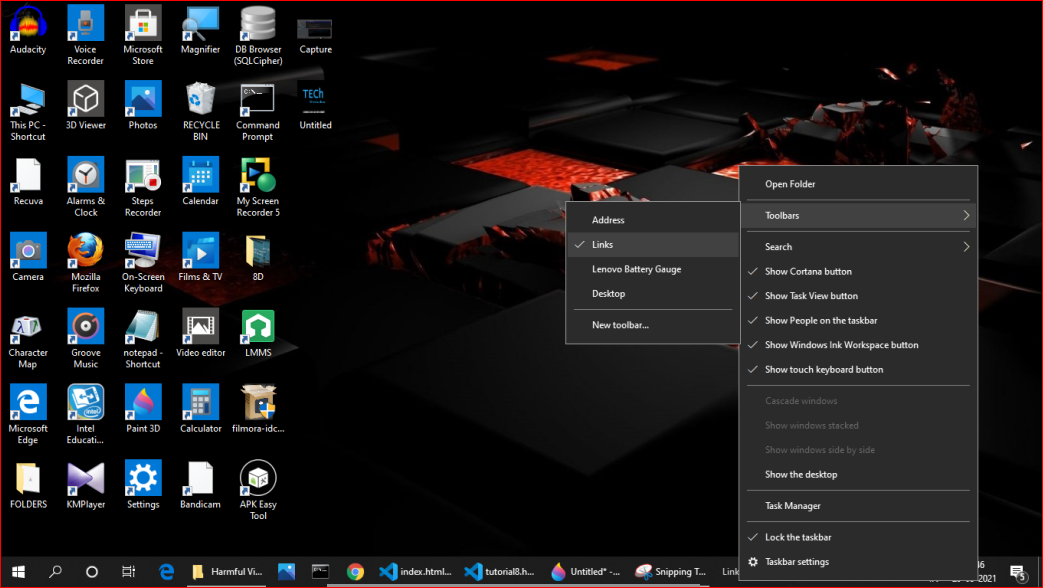 Audacity
Voice
Recorder
Microsoft
Store
Magnifier
DB Browser
(SQLCipher)
Capture
This PC -
Shortcut
3D Viewer
Photos
RECYCLE
BIN
Command
Prompt
TECh
Untitled
Recuva
Alarms &
Clock
Steps
Recorder
Calendar
My Screen
Recorder 5
Camera
Mozilla
Firefox
On-Screen
Keyboard
Films & TV
8D
Character
Map
Groove
Music
notepad -
Shortcut
Video editor
LMMS
Microsoft
Edge
Intel
Educati...
Paint 3D
Calculator
filmora-idc...
FOLDERS
KMPlayer
Settings
Bandicam
APK Easy
Tool
Address
Links
Lenovo Battery Gauge
Desktop
New toolbar...
Open Folder
Toolbars
Search
Show Cortana button
Show Task View button
Show People on the taskbar
Show Windows Ink Workspace button
Show touch keyboard button
Cascade windows
Show windows stacked
Show windows side by side
Show the desktop
Task Manager
Lock the taskbar
Taskbar settings
Harmful Vi...
index.html...
tutorial8.h...
Untitled* -...
Snipping T...
Link
46
2021
5